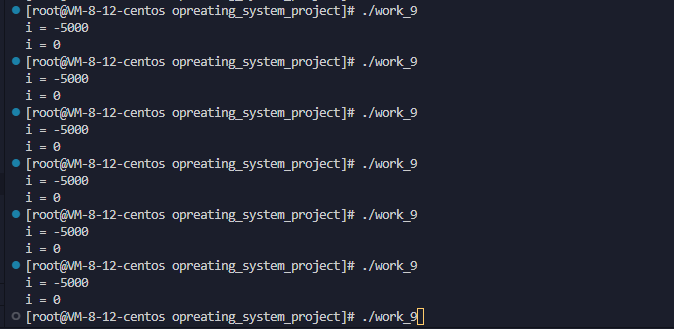 [root@VM-8-12-centos opreating_system_project]# ./work_9
i = -5000
i = 0
[root@VM-8-12-centos opreating_system_project]# ./work_9
i = -5000
i = 0
[root@VM-8-12-centos opreating_system_project]# ./work_9
i = -5000
i = 0
[root@VM-8-12-centos opreating_system_project]# ./work_9
i = -5000
i = 0
[root@VM-8-12-centos opreating_system_project]# ./work_9
i = -5000
i = 0
[root@VM-8-12-centos opreating_system_project]# ./work_9
i = -5000
i = 0
[root@VM-8-12-centos opreating_system_project]# ./work_9